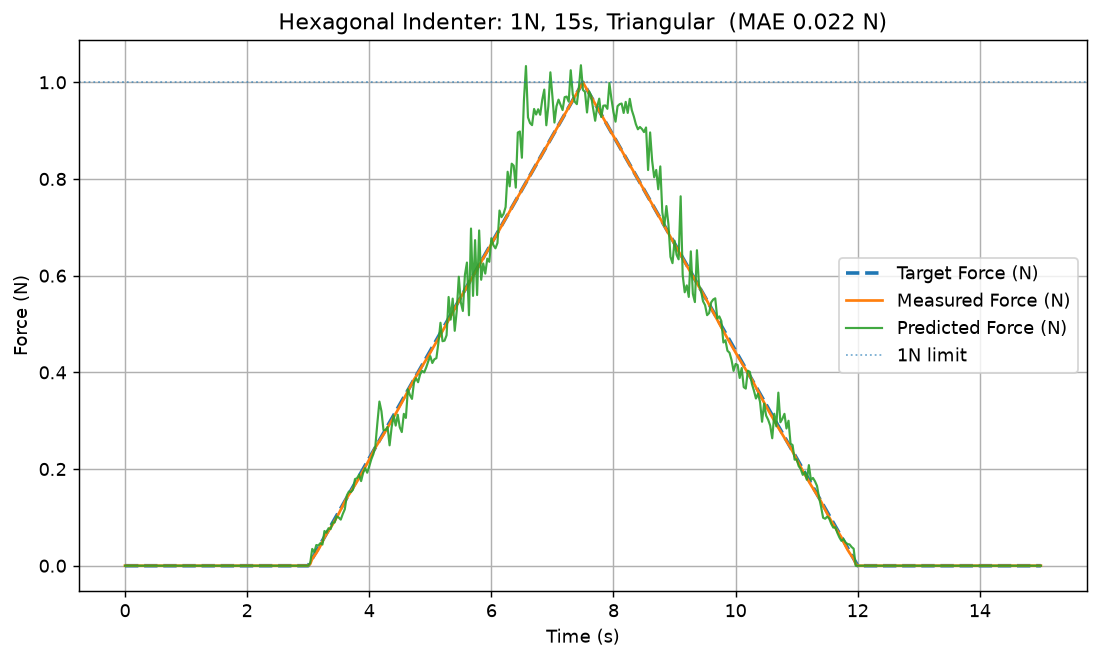 Hexagonal Indenter: 1N, 15s, Triangular  (MAE 0.022 N)
Force (N)
1.0
0.8
0.6
0.4
0.2
0.0
Target Force (N)
Measured Force (N)
Predicted Force (N)
1N limit
0 2 4 6 8 10 12 14
Time (s)